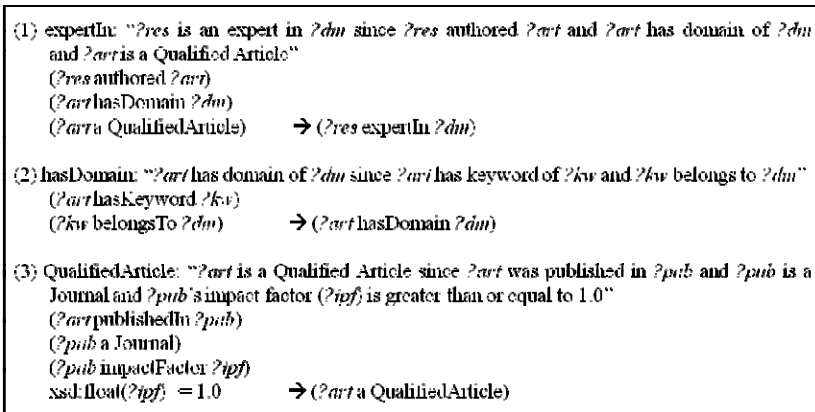 (1) expertIn: “?res is an expert in ?dm since ?res authored ?art and ?art has domain of ?dm
and ?art is a Qualified Article“
(?res authored ?art)
(?art hasDomain ?dm)
(?art a QualifiedArticle) → (?res expertIn ?dm)
(2) hasDomain: “?art has domain of ?dm since ?art has keyword of ?kw and ?kw belongs to ?dm”
(?art hasKeyword ?kw)
(?kw belongsTo ?dm) → (?art hasDomain ?dm)
(3) QualifiedArticle: “?art is a Qualified Article since ?art was published in ?pub and ?pub is a
Journal and ?pub‘s impact factor (?ipf) is greater than or equal to 1.0“
(?art publishedIn ?pub)
(?pub a Journal)
(?pub impactFactor ?ipf)
xsd:float(?ipf) =1.0 → (?art a QualifiedArticle)